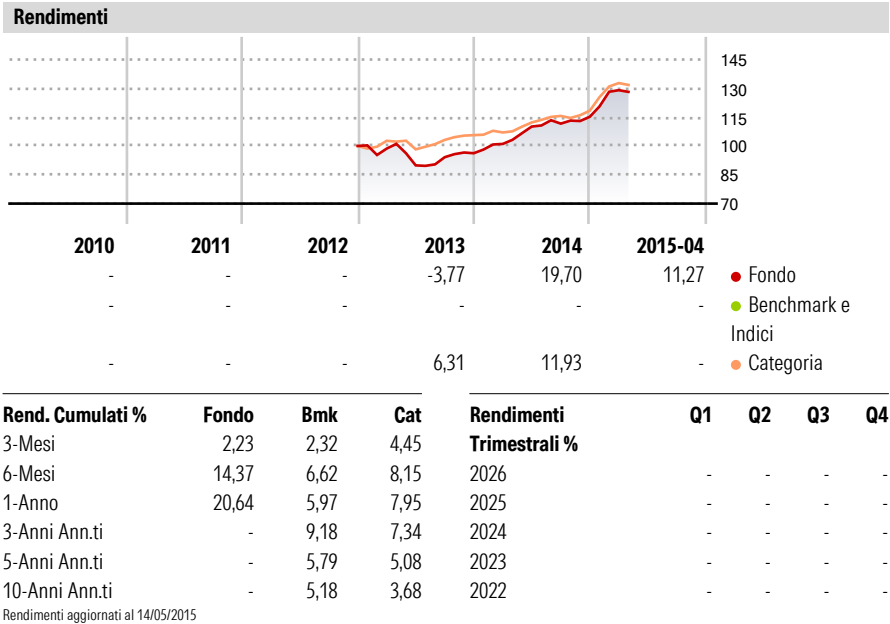 Rendimenti
145
130
115
100
85
70
2010 2011 2012 2013 2014 2015-04
- - - -3,77 19,70 11,27 Fondo
- - - - - - Benchmark e
Indici
- - - 6,31 11,93 - Categoria
Rend. Cumulati % Fondo Bmk Cat
3-Mesi 2,23 2,32 4,45
6-Mesi 14,37 6,62 8,15
1-Anno 20,64 5,97 7,95
3-Anni Ann.ti - 9,18 7,34
5-Anni Ann.ti - 5,79 5,08
10-Anni Ann.ti - 5,18 3,68
Rendimenti Q1 Q2 Q3 Q4
Trimestrali %
2026 - - - -
2025 - - - -
2024 - - - -
2023 - - - -
2022 - - - -
Rendimenti aggiornati al 14/05/2015